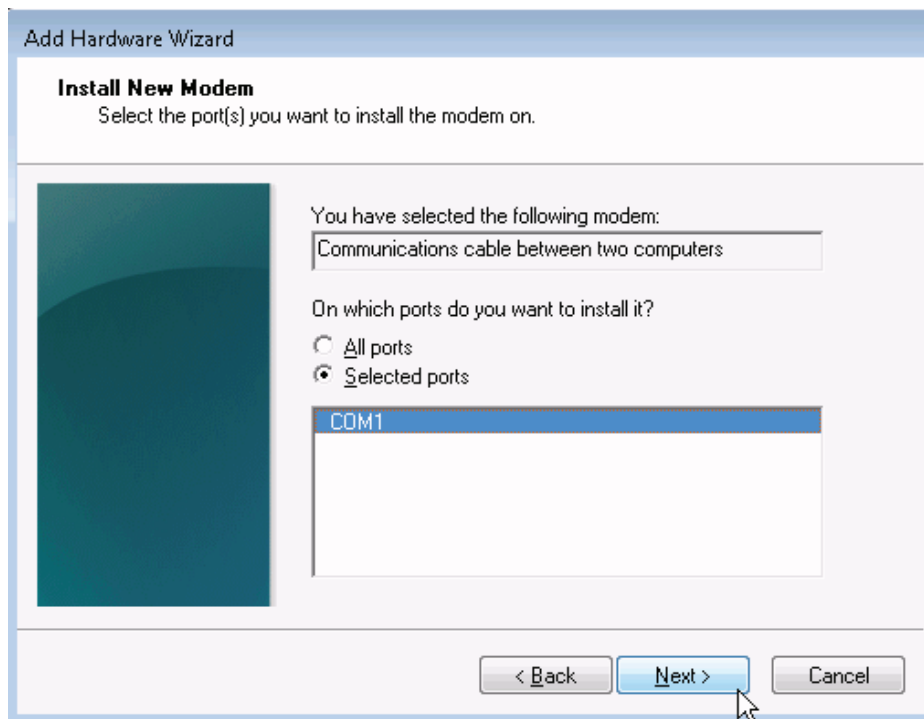 Add Hardware Wizard
Install New Modem
Select the port(s) you want to install the modem on.
You have selected the following modem:
Communications cable between two computers
On which ports do you want to install it?
All ports
Selected ports
COM1
< Back Next > Cancel